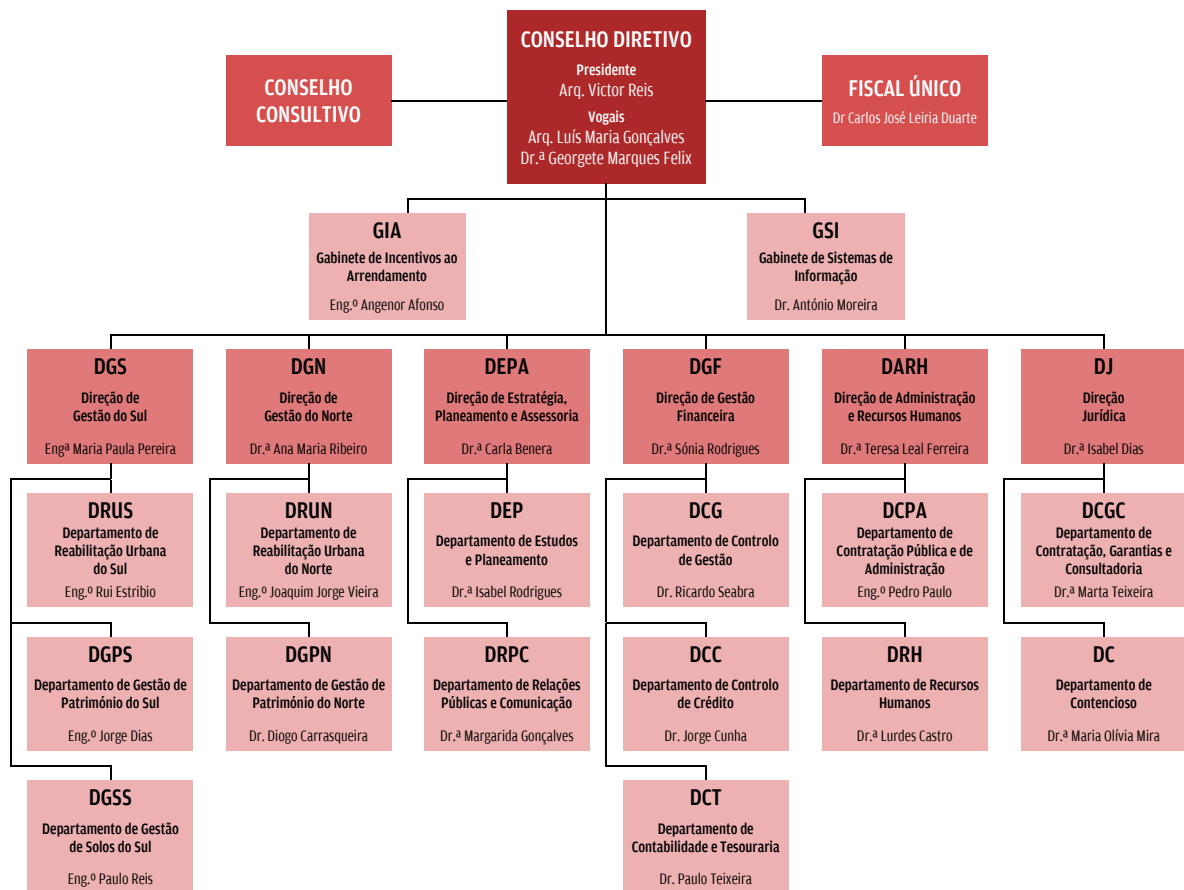 CONSELHO
CONSULTIVO
CONSELHO DIRETIVO
Presidente
Arq. Victor Reis
Vogais
Arq. Luís Maria Gonçalves
Dr.ª Georgete Marques Felix
FISCAL ÚNICO
Dr Carlos José Leiria Duarte
GIA
Gabinete de Incentivos ao
Arrendamento
Eng.º Angenor Afonso
GSI
Gabinete de Sistemas de
Informação
Dr. António Moreira
DGS
Direção de
Gestão do Sul
Engª Maria Paula Pereira
DGN
Direção de
Gestão do Norte
Dr.ª Ana Maria Ribeiro
DEPA
Direção de Estratégia,
Planeamento e Assessoria
Dr.ª Carla Benera
DGF
Direção de Gestão
Financeira
Dr.ª Sónia Rodrigues
DARH
Direção de Administração
e Recursos Humanos
Dr.ª Teresa Leal Ferreira
DJ
Direção
Jurídica
Dr.ª Isabel Dias
DRUS
Departamento de
Reabilitação Urbana
do Sul
Eng.º Rui Estribio
DRUN
Departamento de
Reabilitação Urbana
do Norte
Eng.º Joaquim Jorge Vieira
DEP
Departamento de Estudos
e Planeamento
Dr.ª Isabel Rodrigues
DCG
Departamento de Controlo
de Gestão
Dr. Ricardo Seabra
DCPA
Departamento de
Contratação Pública e de
Administração
Eng.º Pedro Paulo
DCGC
Departamento de
Contratação, Garantias e
Consultadoria
Dr.ª Marta Teixeira
DGPS
Departamento de Gestão de
Património do Sul
Eng.º Jorge Dias
DGPN
Departamento de Gestão de
Património do Norte
Dr. Diogo Carrasqueira
DRPC
Departamento de Relações
Públicas e Comunicação
Dr.ª Margarida Gonçalves
DCC
Departamento de Controlo
de Crédito
Dr. Jorge Cunha
DRH
Departamento de Recursos
Humanos
Dr.ª Lurdes Castro
DC
Departamento de
Contencioso
Dr.ª Maria Olívia Mira
DGSS
Departamento de Gestão
de Solos do Sul
Eng.º Paulo Reis
DCT
Departamento de
Contabilidade e Tesouraria
Dr. Paulo Teixeira